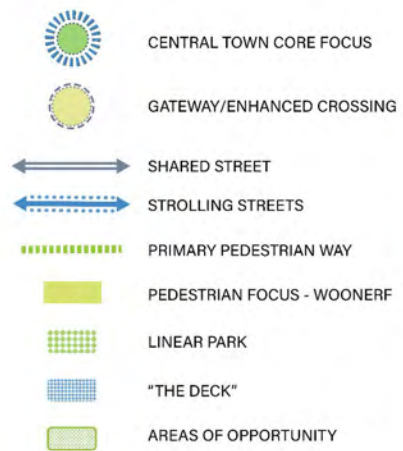 CENTRAL TOWN CORE FOCUS
GATEWAY/ENHANCED CROSSING
SHARED STREET
STROLLING STREETS
PRIMARY PEDESTRIAN WAY
PEDESTRIAN FOCUS - WOONERF
LINEAR PARK
"THE DECK"
AREAS OF OPPORTUNITY